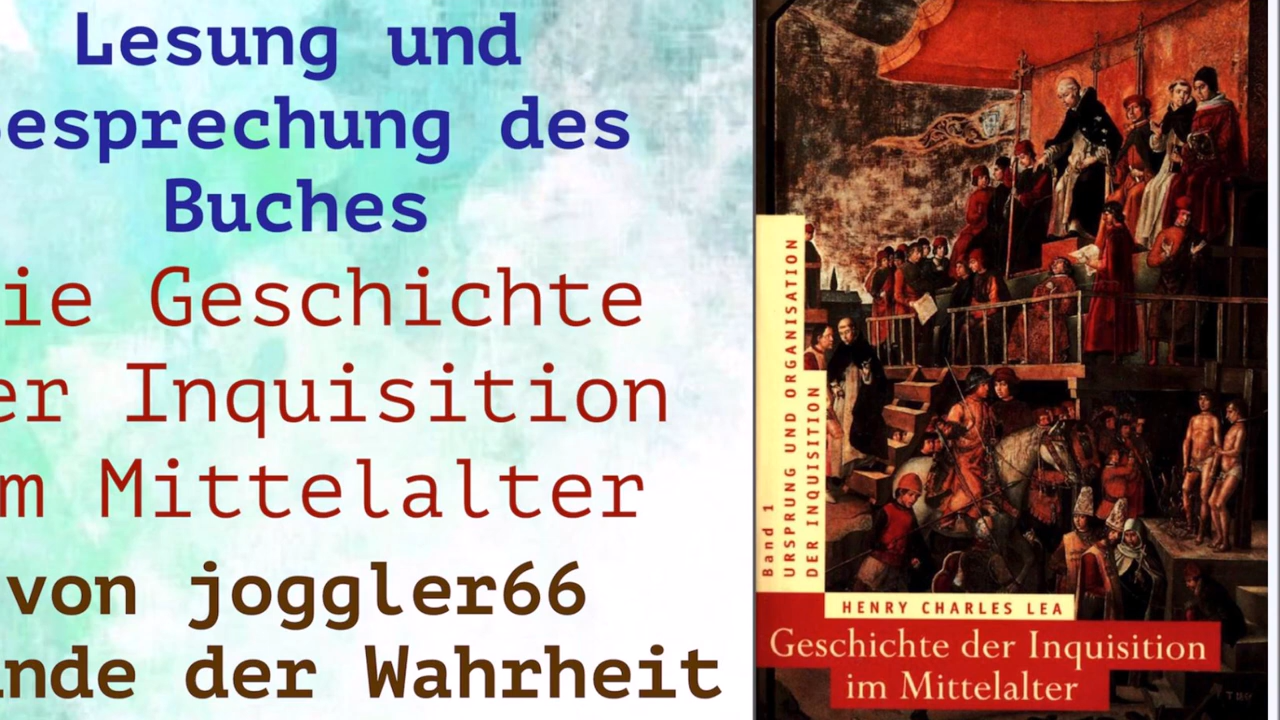 Lesung und
esprechung des
Buches
ie Geschichte
er Inquisition
m Mittelalter
von joggler66
nde der Wahrheit
Band 1
URSPRUNG UND ORGANISATION
DER INQUISITION
HENRY CHARLES LEA
Geschichte der Inquisition
im Mittelalter